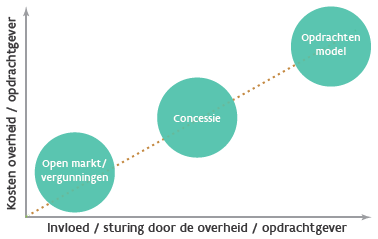 Kosten overheid / opdrachtgever
Opdrachten
model
Concessie
Open markt/
vergunningen
Invloed / sturing door de overheid / opdrachtgever